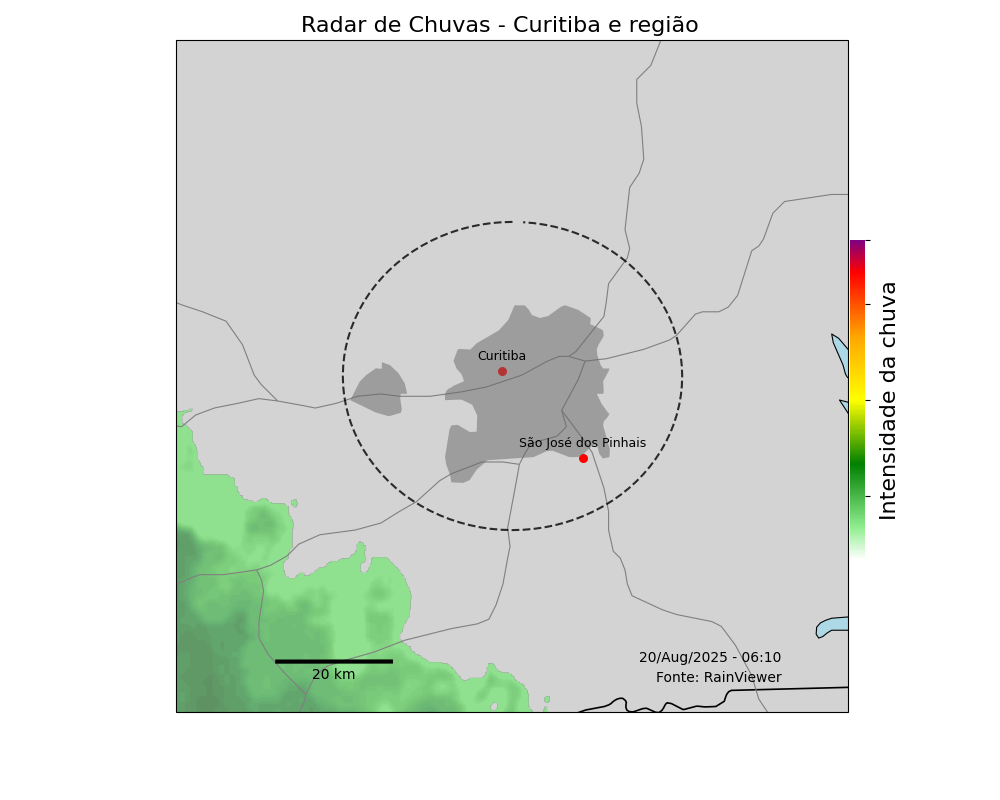 Radar de Chuvas - Curitiba e região
Curitiba
São José dos Pinhais
Intensidade da chuva
20/Aug/2025 - 06:10
Fonte: RainViewer
20 km